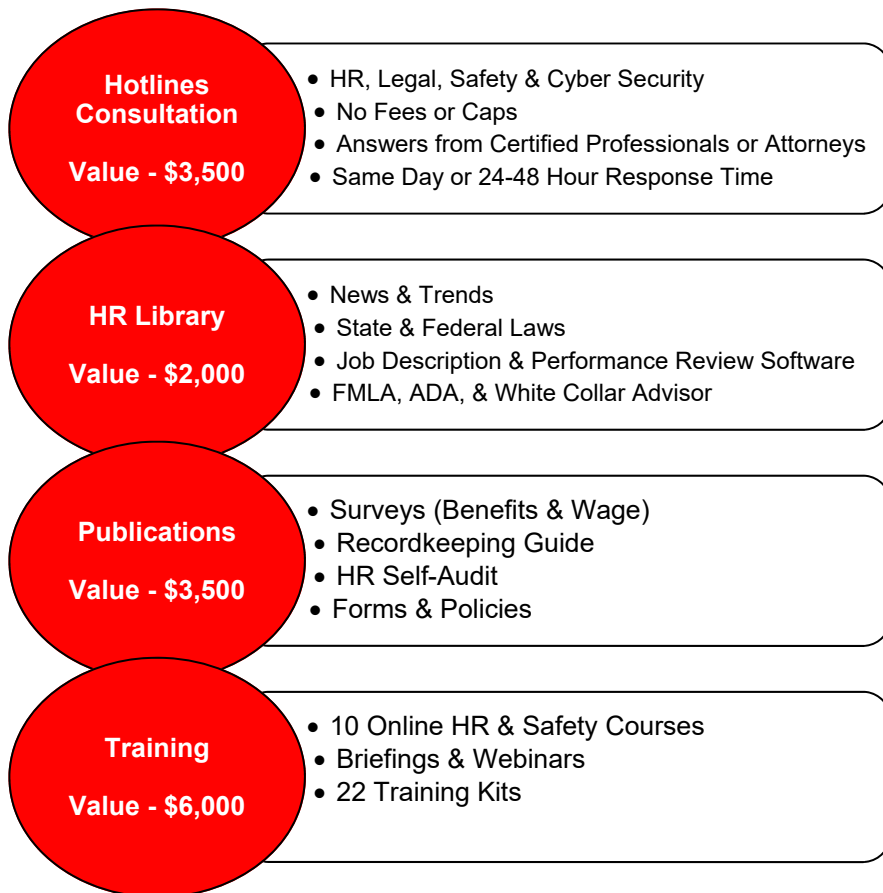 Hotlines
Consultation
Value - $3,500
• HR, Legal, Safety & Cyber Security
• No Fees or Caps
• Answers from Certified Professionals or Attorneys
• Same Day or 24-48 Hour Response Time
HR Library
Value - $2,000
• News & Trends
• State & Federal Laws
• Job Description & Performance Review Software
• FMLA, ADA, & White Collar Advisor
Publications
Value - $3,500
• Surveys (Benefits & Wage)
• Recordkeeping Guide
• HR Self-Audit
• Forms & Policies
Training
Value - $6,000
• 10 Online HR & Safety Courses
• Briefings & Webinars
• 22 Training Kits